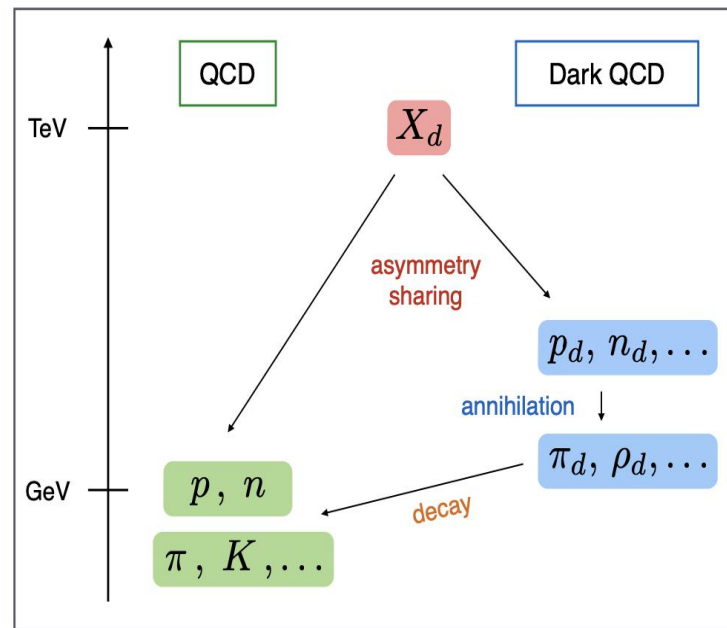 QCD
Dark QCD
TeV
X_d
asymmetry
sharing
p_d, n_d, ...
annihilation
π_d, ρ_d, ...
GeV
p , n
decay
π , K , ...